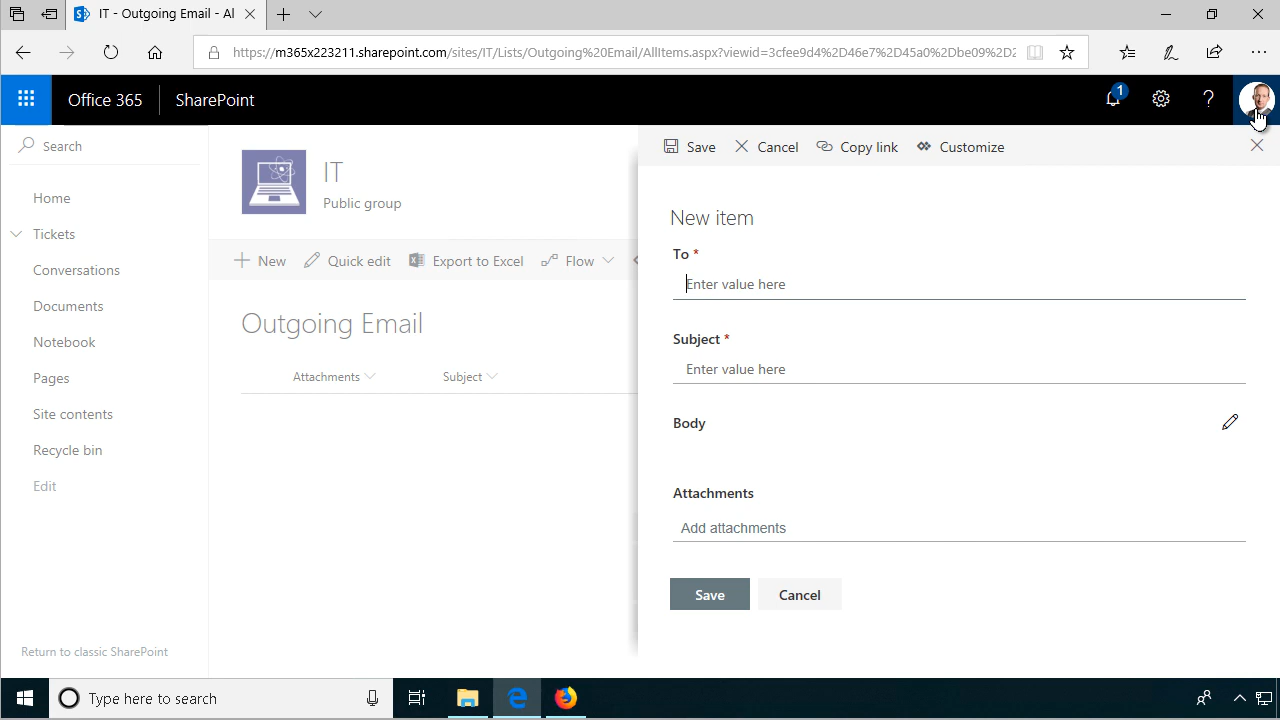 IT - Outgoing Email - Al
https://m365x223211.sharepoint.com/sites/IT/Lists/Outgoing%20Email/AllItems.aspx?viewid=3cfee9d4%2D46e7%2D45a0%2Dbe09%2D2
Office 365
SharePoint
1
Search
Home
Tickets
Conversations
Documents
Notebook
Pages
Site contents
Recycle bin
Edit
Return to classic SharePoint
IT
Public group
New
Quick edit
Export to Excel
Flow
Outgoing Email
Attachments
Subject
Save
Cancel
Copy link
Customize
New item
To *
Enter value here
Subject *
Enter value here
Body
Attachments
Add attachments
Save
Cancel
Type here to search